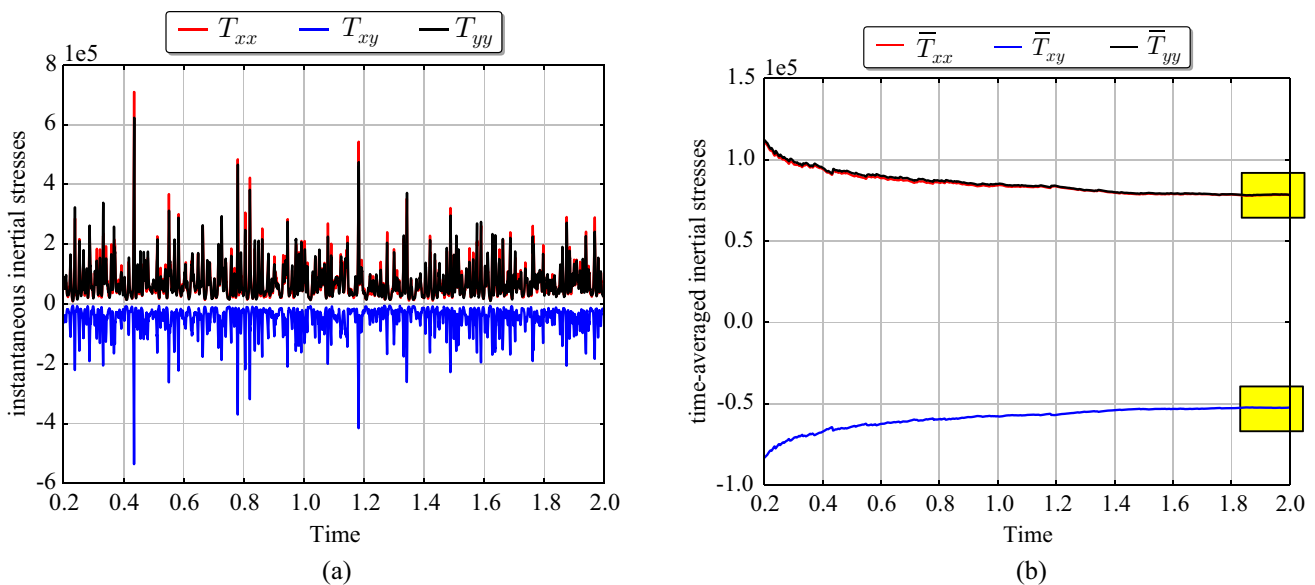 T_xx T_xy T_yy
1e5
8
6
4
2
0
-2
-4
-6
0.2 0.4 0.6 0.8 1.0 1.2 1.4 1.6 1.8 2.0
instantaneous inertial stresses
Time
(a)
T̅_xx T̅_xy T̅_yy
1e5
1.5
1.0
0.5
0.0
-0.5
-1.0
0.2 0.4 0.6 0.8 1.0 1.2 1.4 1.6 1.8 2.0
time-averaged inertial stresses
Time
(b)